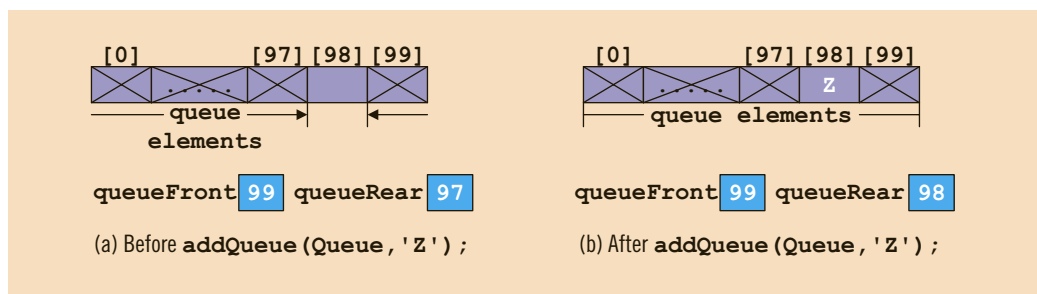 [0] [97] [98] [99]
.....
queue
elements
queueFront 99 queueRear 97
(a) Before addQueue(Queue,'Z');
[0] [97] [98] [99]
..... Z
queue elements
queueFront 99 queueRear 98
(b) After addQueue(Queue,'Z');